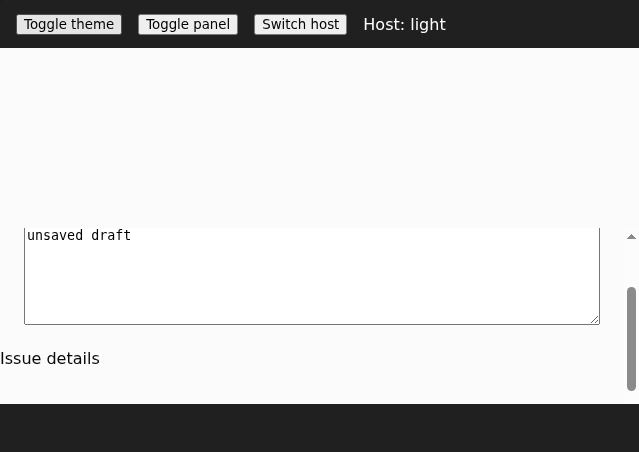 Toggle theme Toggle panel Switch host Host: light
unsaved draft
Issue details